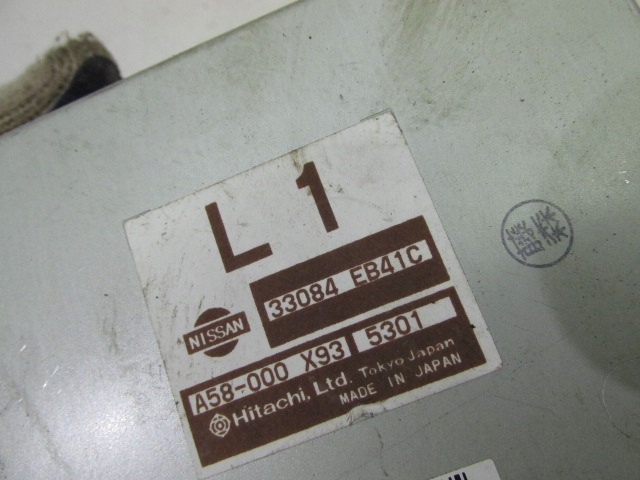 L 1
NISSAN
33084 EB41C
A58-000 X93 5301
Hitachi, Ltd. Tokyo Japan
MADE IN JAPAN